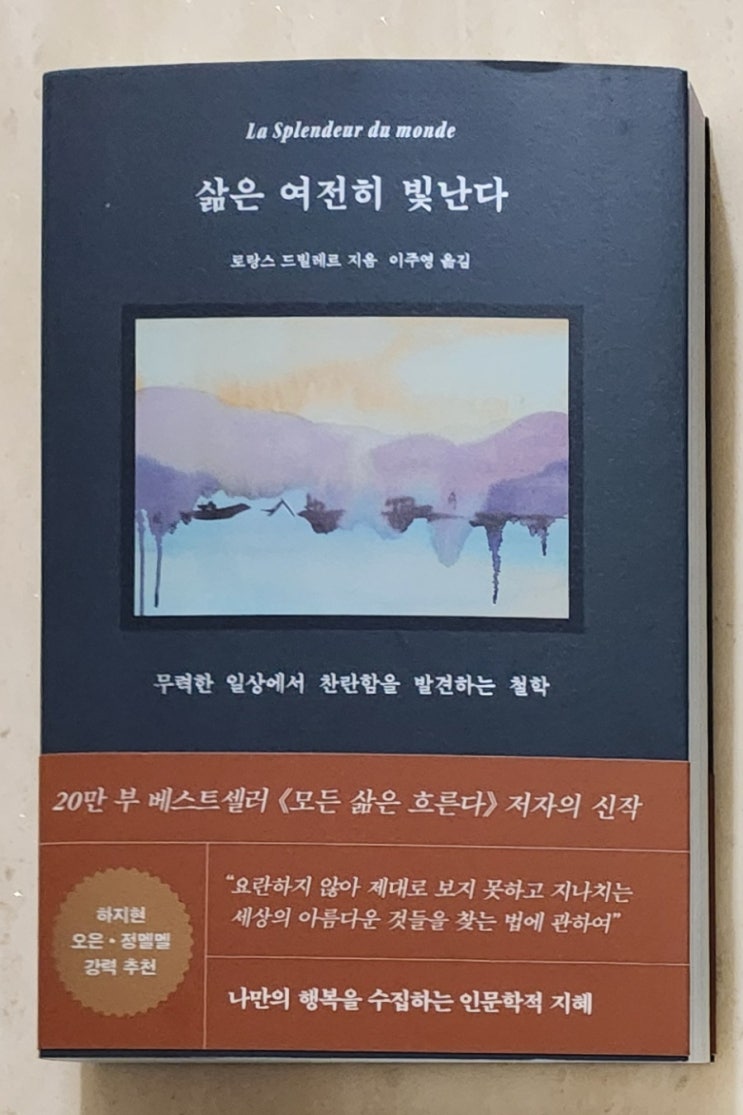 La Splendeur du monde
삶은 여전히 빛난다
로랑스 드빌레르 지음 이주영 옮김
무력한 일상에서 찬란함을 발견하는 철학
20만 부 베스트셀러 《모든 삶은 흐른다》 저자의 신작
하지현
오은·정멜멜
강력 추천
“요란하지 않아 제대로 보지 못하고 지나치는
세상의 아름다운 것들을 찾는 법에 관하여”
나만의 행복을 수집하는 인문학적 지혜